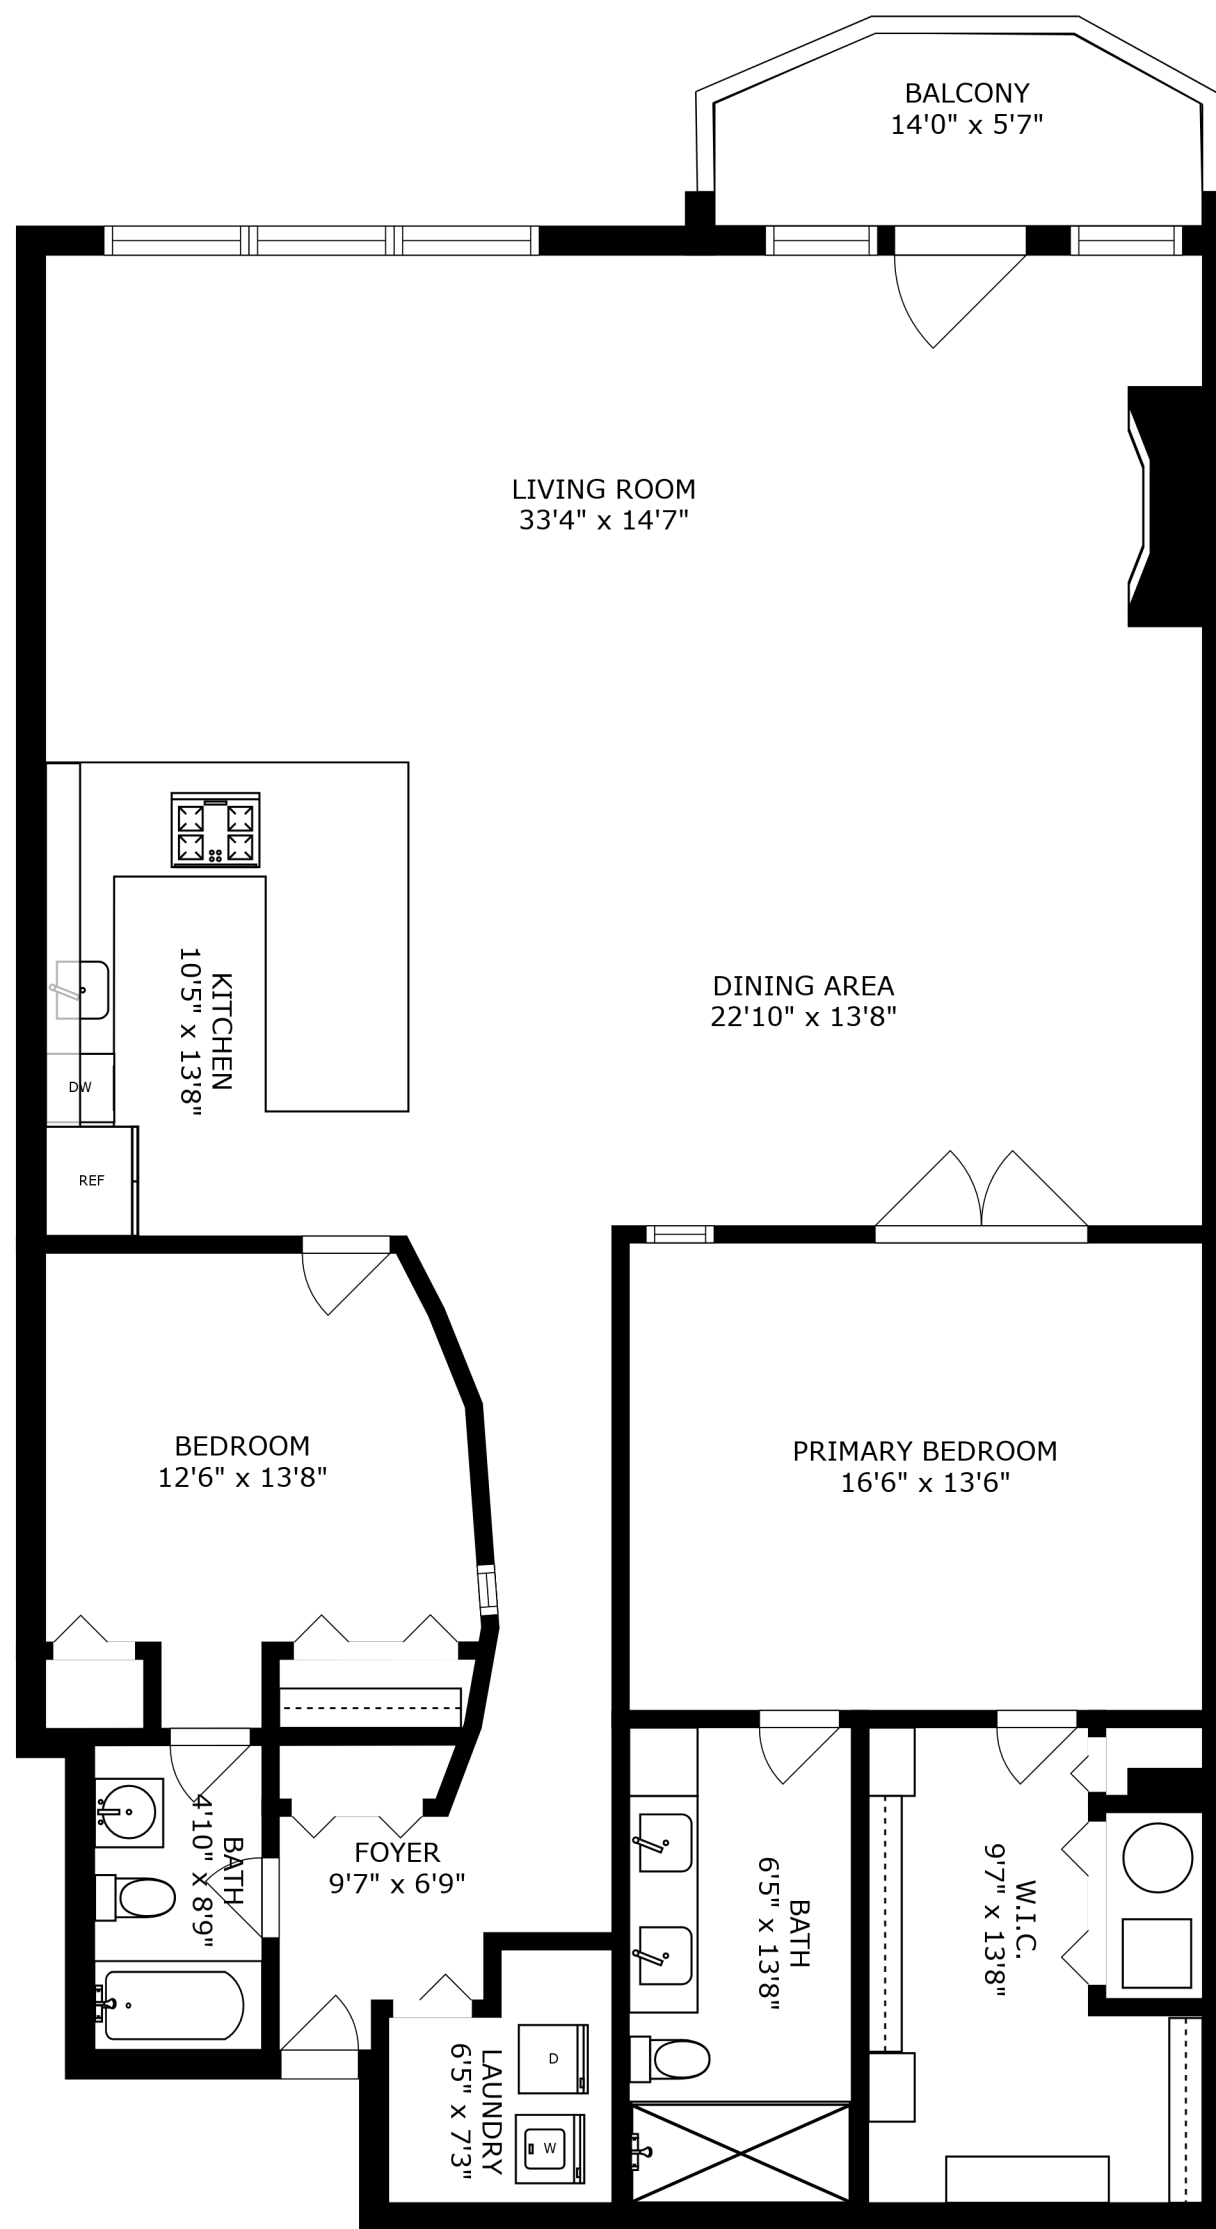 BALCONY
14'0" x 5'7"
LIVING ROOM
33'4" x 14'7"
KITCHEN
10'5" x 13'8"
DINING AREA
22'10" x 13'8"
DW
REF
BEDROOM
12'6" x 13'8"
PRIMARY BEDROOM
16'6" x 13'6"
BATH
4'10" x 8'9"
FOYER
9'7" x 6'9"
BATH
6'5" x 13'8"
W.I.C.
9'7" x 13'8"
LAUNDRY
6'5" x 7'3"
D
W